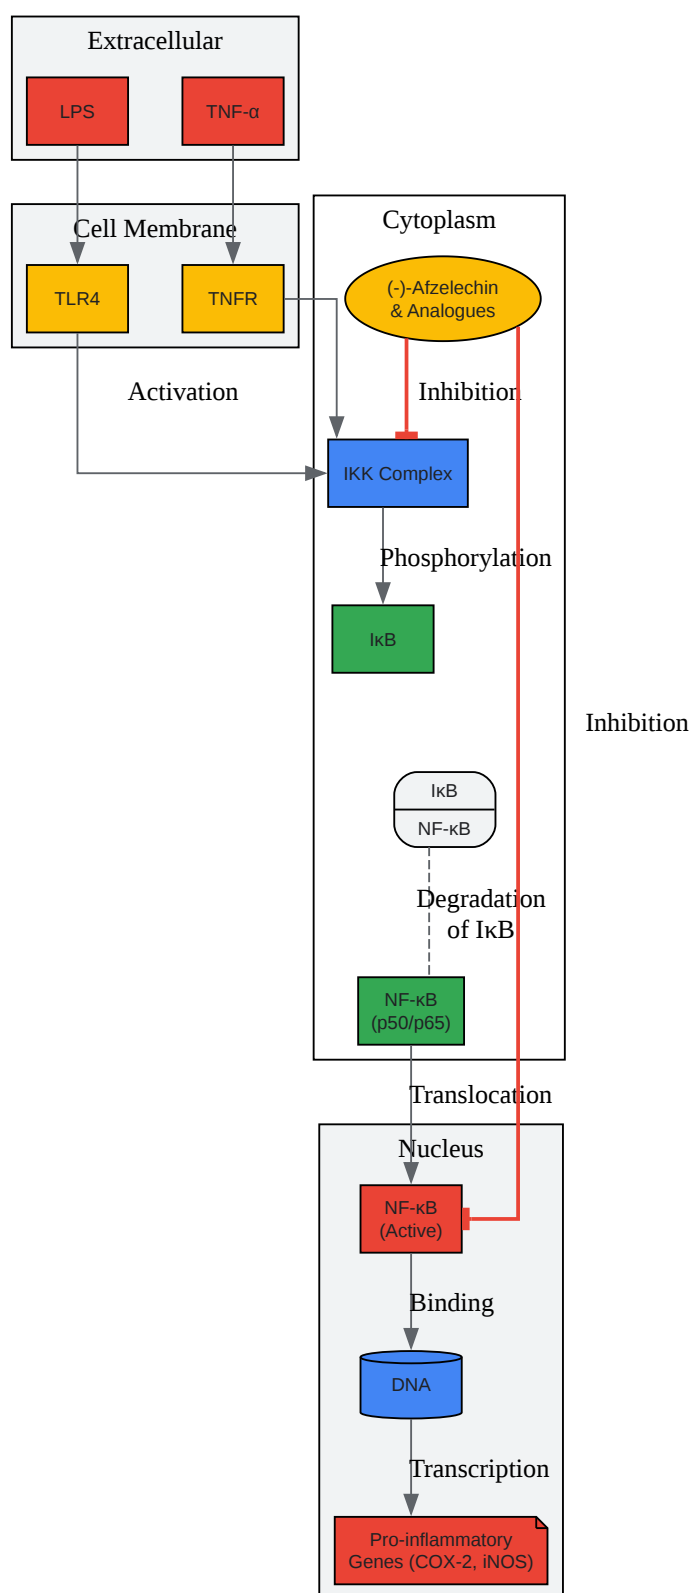 Extracellular
LPS
TNF-α
Cell Membrane
TLR4
TNFR
Cytoplasm
(-)-Afzelechin
& Analogues
Activation
Inhibition
IKK Complex
Phosphorylation
IκB
Inhibition
IκB
NF-κB
Degradation
of IκB
NF-κB
(p50/p65)
Translocation
Nucleus
NF-κB
(Active)
Binding
DNA
Transcription
Pro-inflammatory
Genes (COX-2, iNOS)